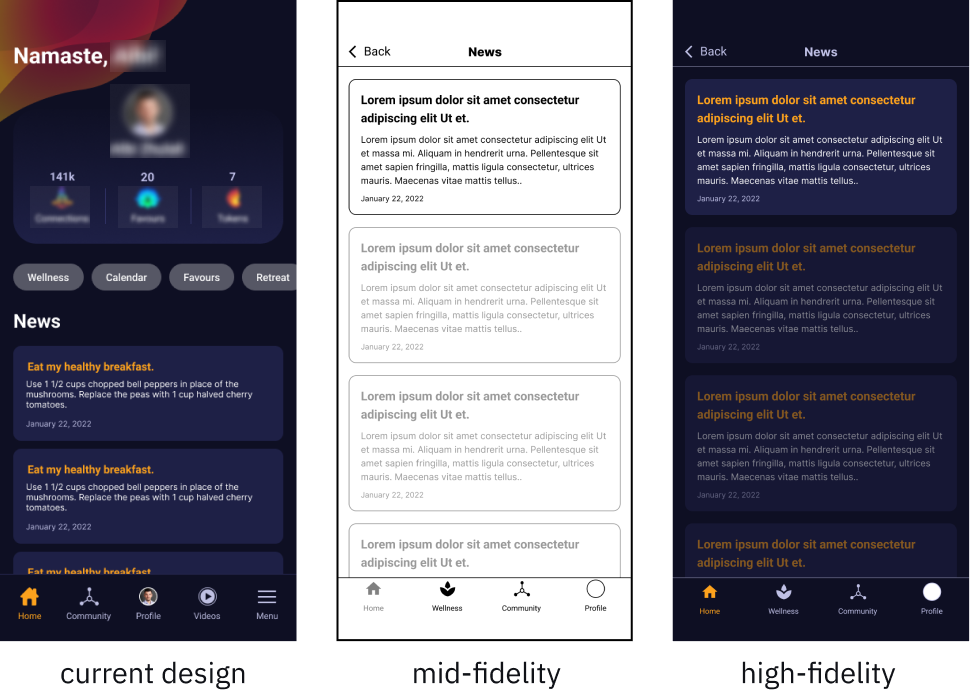 Namaste,
141k
20
7
Connections
Favours
Tokens
Wellness
Calendar
Favours
Retreat
News
Eat my healthy breakfast.
Use 1 1/2 cups chopped bell peppers in place of the
mushrooms. Replace the peas with 1 cup halved cherry
tomatoes.
January 22, 2022
Eat my healthy breakfast.
Use 1 1/2 cups chopped bell peppers in place of the
mushrooms. Replace the peas with 1 cup halved cherry
tomatoes.
January 22, 2022
Eat my healthy breakfast.
Home
Community
Profile
Videos
Menu
current design
Back
News
Lorem ipsum dolor sit amet consectetur
adipiscing elit Ut et.
Lorem ipsum dolor sit amet consectetur adipiscing elit Ut
et massa mi. Aliquam in hendrerit urna. Pellentesque sit
amet sapien fringilla, mattis ligula consectetur, ultrices
mauris. Maecenas vitae mattis tellus..
January 22, 2022
Lorem ipsum dolor sit amet consectetur
adipiscing elit Ut et.
Lorem ipsum dolor sit amet consectetur adipiscing elit Ut
et massa mi. Aliquam in hendrerit urna. Pellentesque sit
amet sapien fringilla, mattis ligula consectetur, ultrices
mauris. Maecenas vitae mattis tellus..
January 22, 2022
Lorem ipsum dolor sit amet consectetur
adipiscing elit Ut et.
Lorem ipsum dolor sit amet consectetur adipiscing elit Ut
et massa mi. Aliquam in hendrerit urna. Pellentesque sit
amet sapien fringilla, mattis ligula consectetur, ultrices
mauris. Maecenas vitae mattis tellus..
January 22, 2022
Lorem ipsum dolor sit amet consectetur
adipiscing elit Ut et.
Home
Wellness
Community
Profile
mid-fidelity
Back
News
Lorem ipsum dolor sit amet consectetur
adipiscing elit Ut et.
Lorem ipsum dolor sit amet consectetur adipiscing elit Ut
et massa mi. Aliquam in hendrerit urna. Pellentesque sit
amet sapien fringilla, mattis ligula consectetur, ultrices
mauris. Maecenas vitae mattis tellus..
January 22, 2022
Lorem ipsum dolor sit amet consectetur
adipiscing elit Ut et.
Lorem ipsum dolor sit amet consectetur adipiscing elit Ut
et massa mi. Aliquam in hendrerit urna. Pellentesque sit
amet sapien fringilla, mattis ligula consectetur, ultrices
mauris. Maecenas vitae mattis tellus..
January 22, 2022
Lorem ipsum dolor sit amet consectetur
adipiscing elit Ut et.
Lorem ipsum dolor sit amet consectetur adipiscing elit Ut
et massa mi. Aliquam in hendrerit urna. Pellentesque sit
amet sapien fringilla, mattis ligula consectetur, ultrices
mauris. Maecenas vitae mattis tellus..
January 22, 2022
Lorem ipsum dolor sit amet consectetur
adipiscing elit Ut et.
Home
Wellness
Community
Profile
high-fidelity